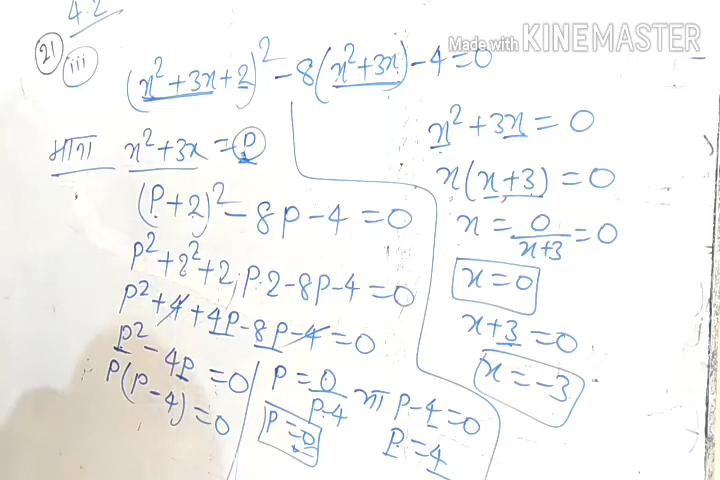 4.2
Made with KINEMASTER
21
iii
(x² + 3x + 2)² - 8(x² + 3x) - 4 = 0
माना x² + 3x = P
(P + 2)² - 8P - 4 = 0
P² + 2² + 2.P.2 - 8P - 4 = 0
P² + 4 + 4P - 8P - 4 = 0
P² - 4P = 0
P(P - 4) = 0
P = 0/P-4
P = 0
या P - 4 = 0
P = 4
x² + 3x = 0
x(x + 3) = 0
x = 0/x+3 = 0
x = 0
x + 3 = 0
x = -3